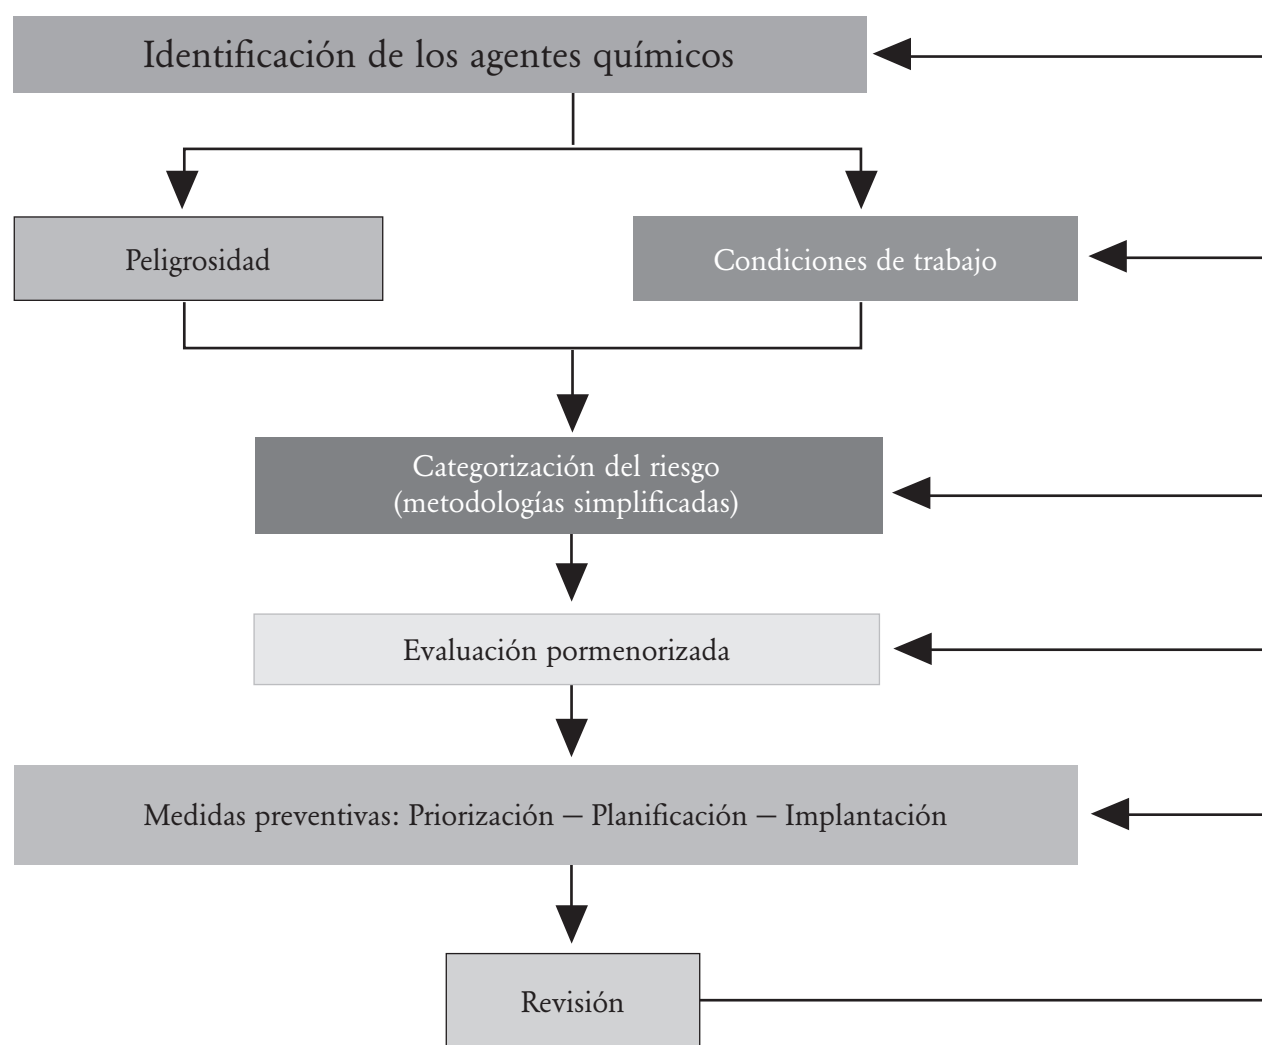 Identificación de los agentes químicos
Peligrosidad
Condiciones de trabajo
Categorización del riesgo
(metodologías simplificadas)
Evaluación pormenorizada
Medidas preventivas: Priorización — Planificación — Implantación
Revisión